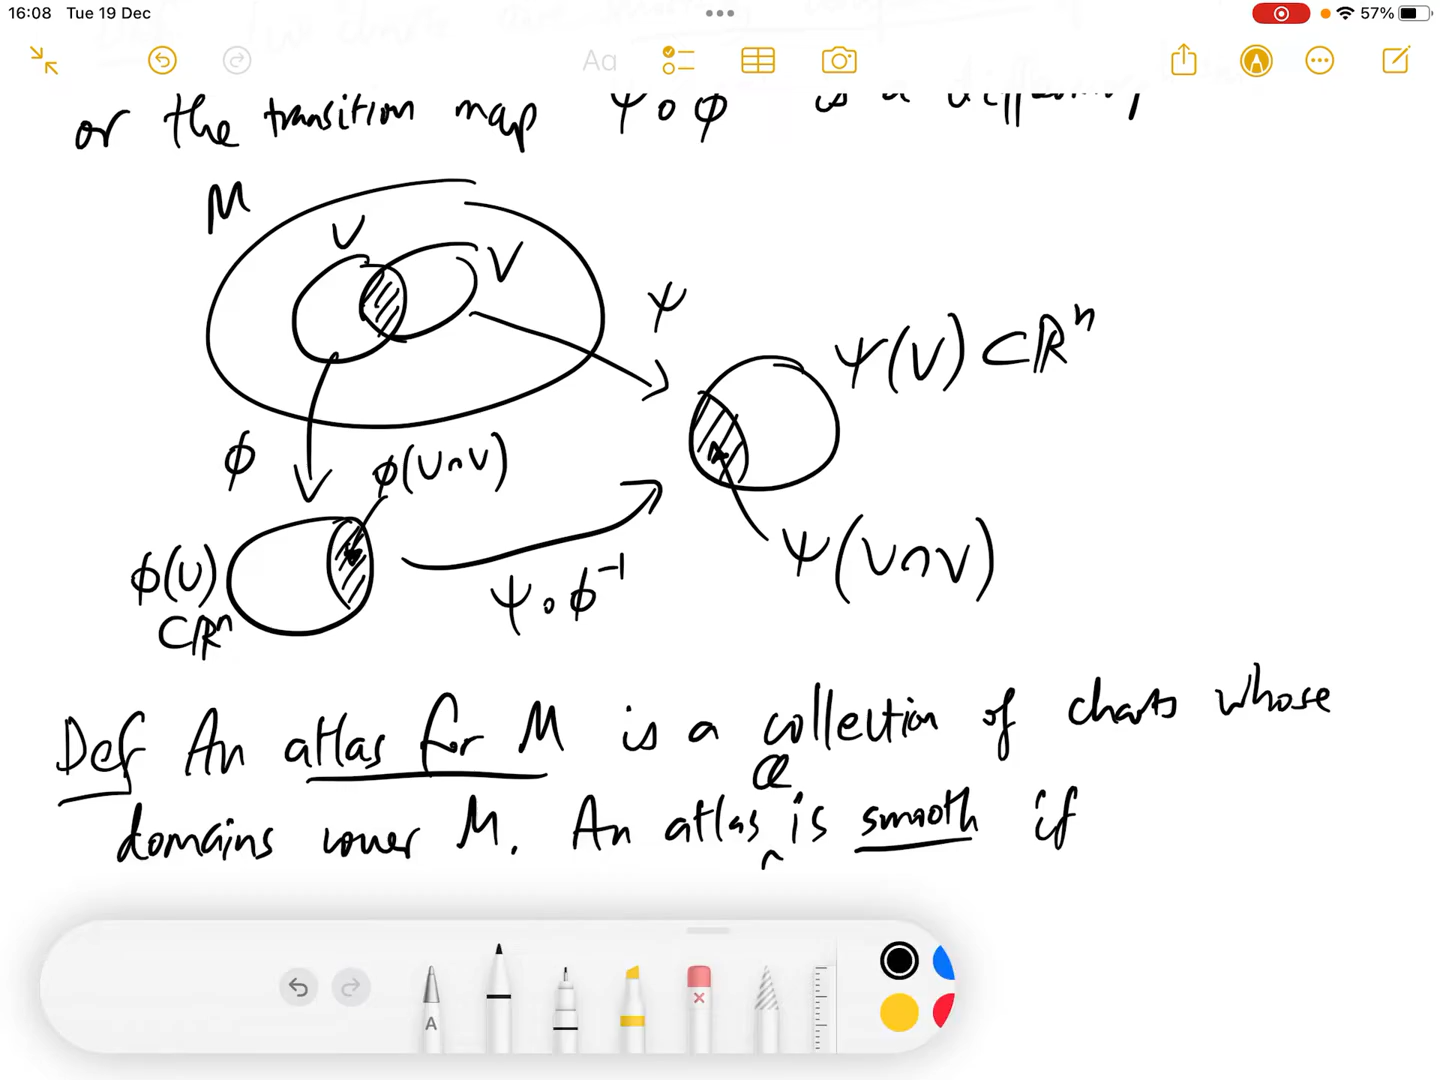 16:08 Tue 19 Dec
57%
Aa
or the transition map Ψ∘φ is a
M
U
V
Ψ
Ψ(V) ⊂ ℝⁿ
φ
φ(U∩V)
φ(U)
⊂ℝⁿ
Ψ∘φ⁻¹
Ψ(U∩V)
Def An atlas for M is a collection of charts whose
domains cover M. An atlas 𝒜 is smooth if
A